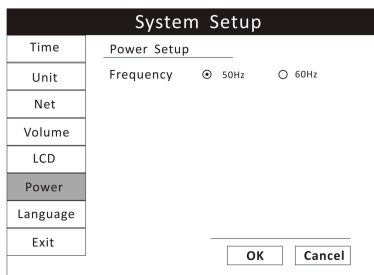 System Setup
Time
Power Setup
Unit
Frequency 50Hz 60Hz
Net
Volume
LCD
Power
Language
Exit
OK Cancel